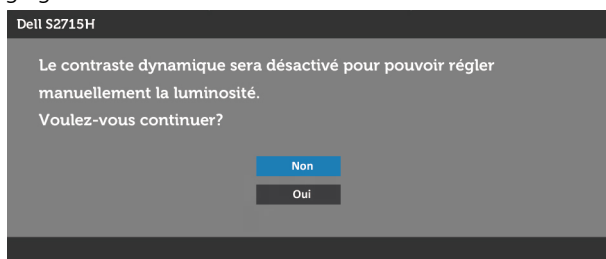 Dell S2715H
Le contraste dynamique sera désactivé pour pouvoir régler
manuellement la luminosité.
Voulez-vous continuer?
Non
Oui